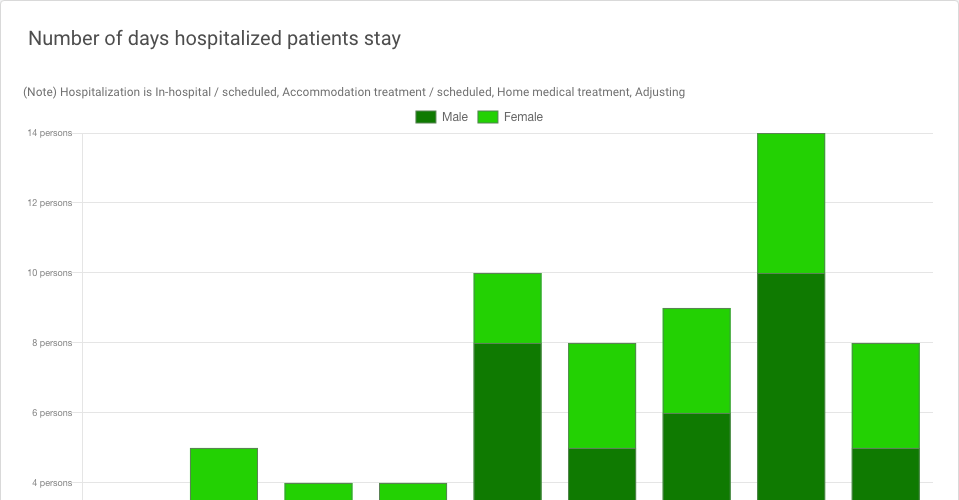 Number of days hospitalized patients stay
(Note) Hospitalization is In-hospital / scheduled, Accommodation treatment / scheduled, Home medical treatment, Adjusting
Male Female
14 persons
12 persons
10 persons
8 persons
6 persons
4 persons